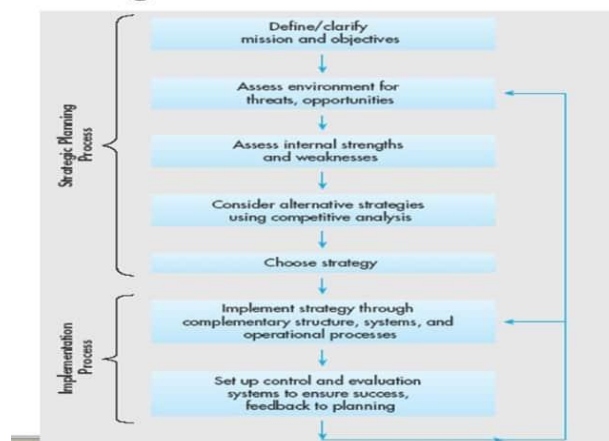 Define/clarify
mission and objectives
Assess environment for
threats, opportunities
Assess internal strengths
and weaknesses
Consider alternative strategies
using competitive analysis
Choose strategy
Strategic Planning
Process
Implement strategy through
complementary structure, systems, and
operational processes
Set up control and evaluation
systems to ensure success,
feedback to planning
Implementation
Process